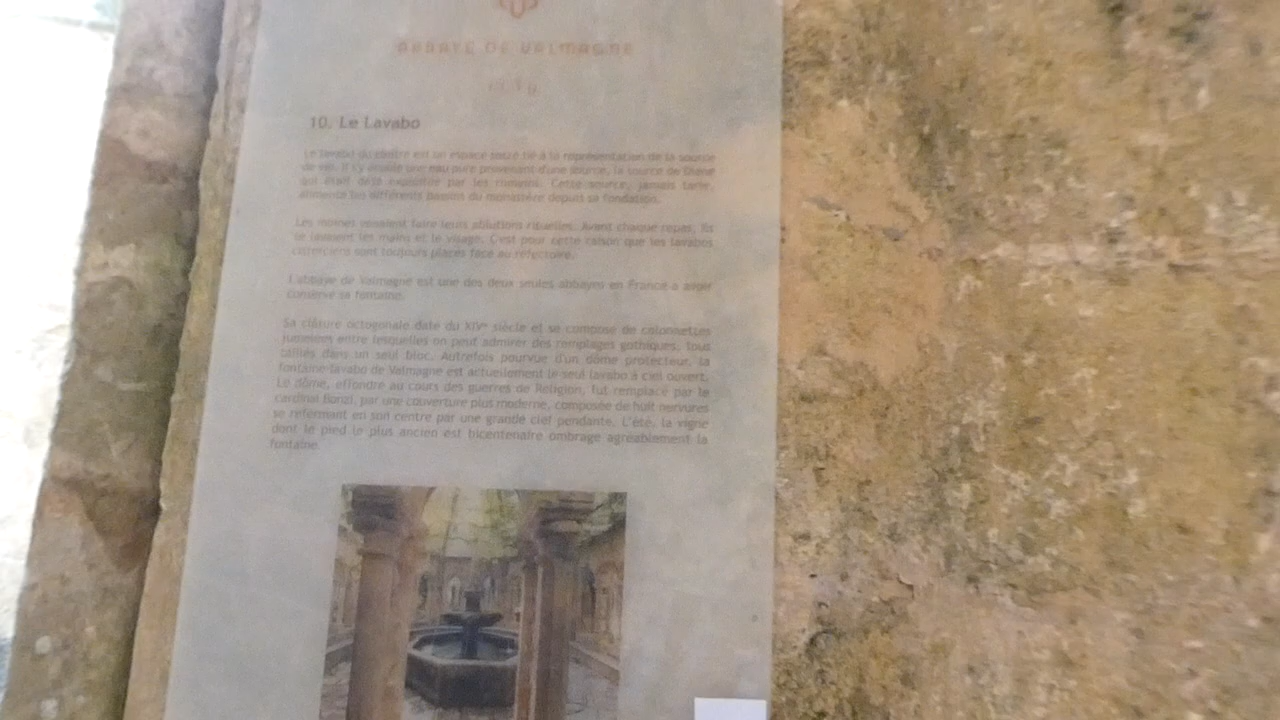 ABBAYE DE VALMAGNE
10. Le Lavabo
Le lavabo du cloître est un espace sacré lié à la représentation de la source
de vie. Il s'y écoule une eau pure provenant d'une source, la source de Diane
qui était déjà exploitée par les romains. Cette source, jamais tarie,
alimente les différents bassins du monastère depuis sa fondation.
Les moines venaient faire leurs ablutions rituelles. Avant chaque repas, ils
se lavaient les mains et le visage. C'est pour cette raison que les lavabos
cisterciens sont toujours placés face au réfectoire.
L'abbaye de Valmagne est une des deux seules abbayes en France à avoir
conservé sa fontaine.
Sa clôture octogonale date du XIVe siècle et se compose de colonnettes
jumelées entre lesquelles on peut admirer des remplages gothiques, tous
taillés dans un seul bloc. Autrefois pourvue d'un dôme protecteur, la
fontaine-lavabo de Valmagne est actuellement le seul lavabo à ciel ouvert.
Le dôme, effondré au cours des guerres de Religion, fut remplacé par le
cardinal Bonzi, par une couverture plus moderne, composée de huit nervures
se refermant en son centre par une grande clef pendante. L'été, la vigne
dont le pied le plus ancien est bicentenaire ombrage agréablement la
fontaine.